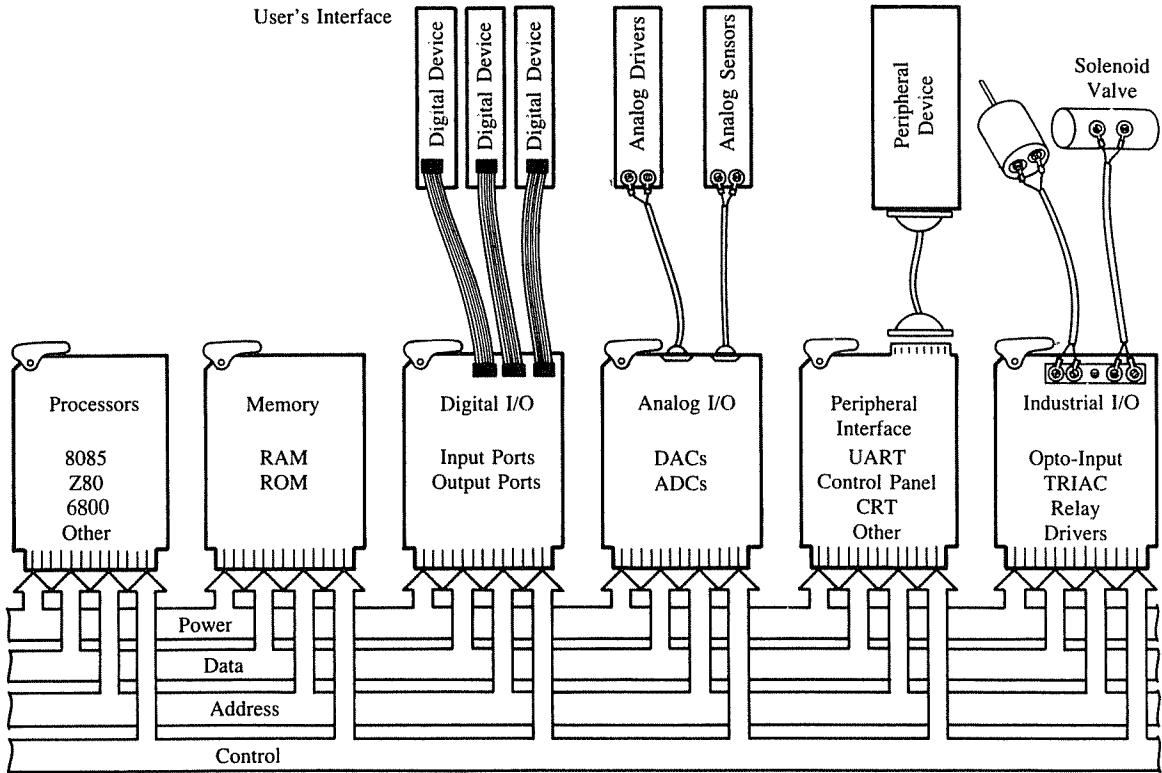 User's Interface
Digital Device
Digital Device
Digital Device
Analog Drivers
Analog Sensors
Peripheral
Device
Solenoid
Valve
Processors
8085
Z80
6800
Other
Memory
RAM
ROM
Digital I/O
Input Ports
Output Ports
Analog I/O
DACs
ADCs
Peripheral
Interface
UART
Control Panel
CRT
Other
Industrial I/O
Opto-Input
TRIAC
Relay
Drivers
Power
Data
Address
Control